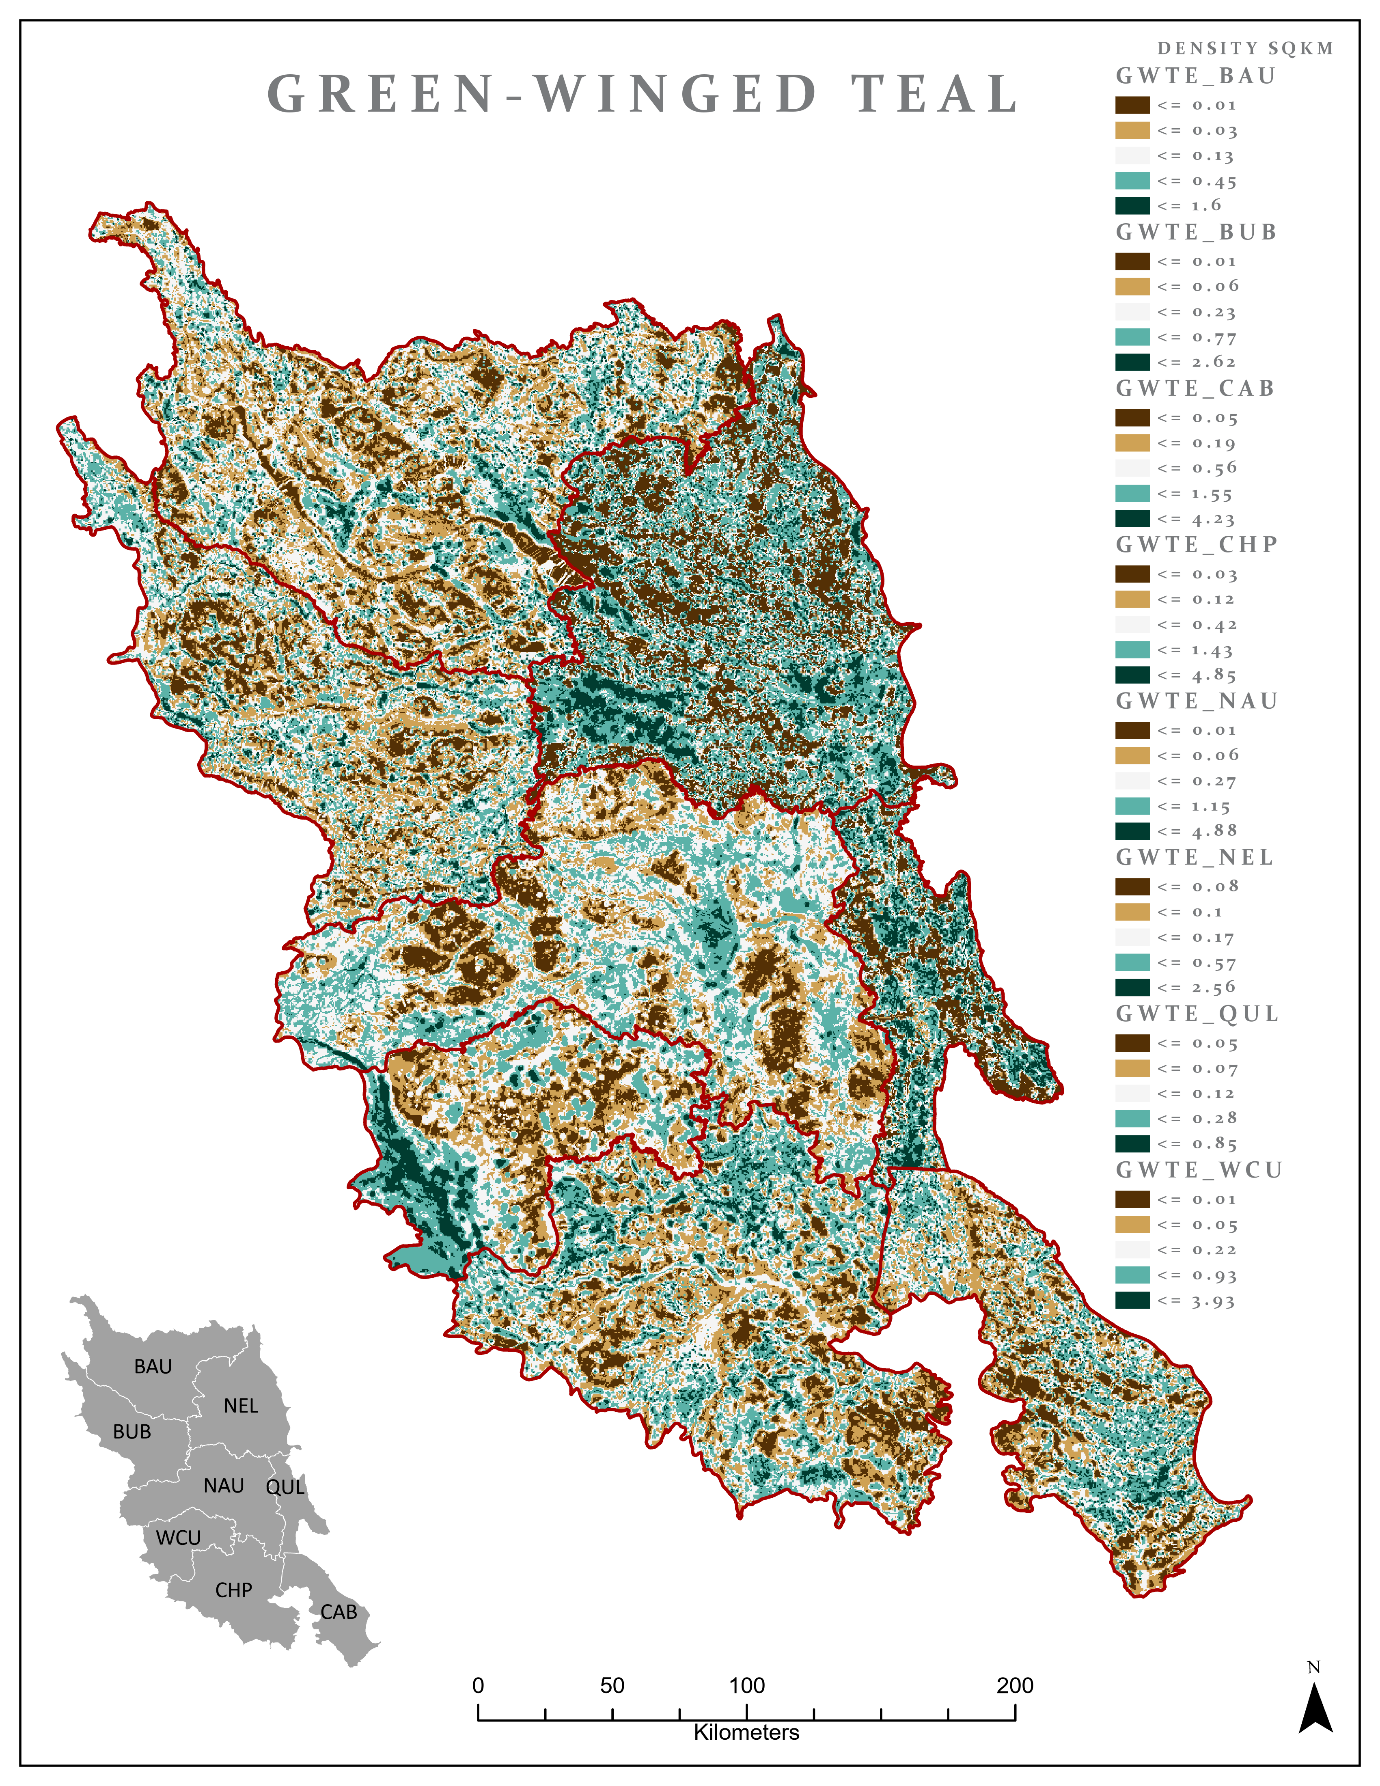 GREEN-WINGED TEAL
DENSITY SQKM
GWTE_BAU
<= 0.01
<= 0.03
<= 0.13
<= 0.45
<= 1.6
GWTE_BUB
<= 0.01
<= 0.06
<= 0.23
<= 0.77
<= 2.62
GWTE_CAB
<= 0.05
<= 0.19
<= 0.56
<= 1.55
<= 4.23
GWTE_CHP
<= 0.03
<= 0.12
<= 0.42
<= 1.43
<= 4.85
GWTE_NAU
<= 0.01
<= 0.06
<= 0.27
<= 1.15
<= 4.88
GWTE_NEL
<= 0.08
<= 0.1
<= 0.17
<= 0.57
<= 2.56
GWTE_QUL
<= 0.05
<= 0.07
<= 0.12
<= 0.28
<= 0.85
GWTE_WCU
<= 0.01
<= 0.05
<= 0.22
<= 0.93
<= 3.93
BAU
NEL
BUB
NAU
QUL
WCU
CHP
CAB
0 50 100 200
Kilometers
N